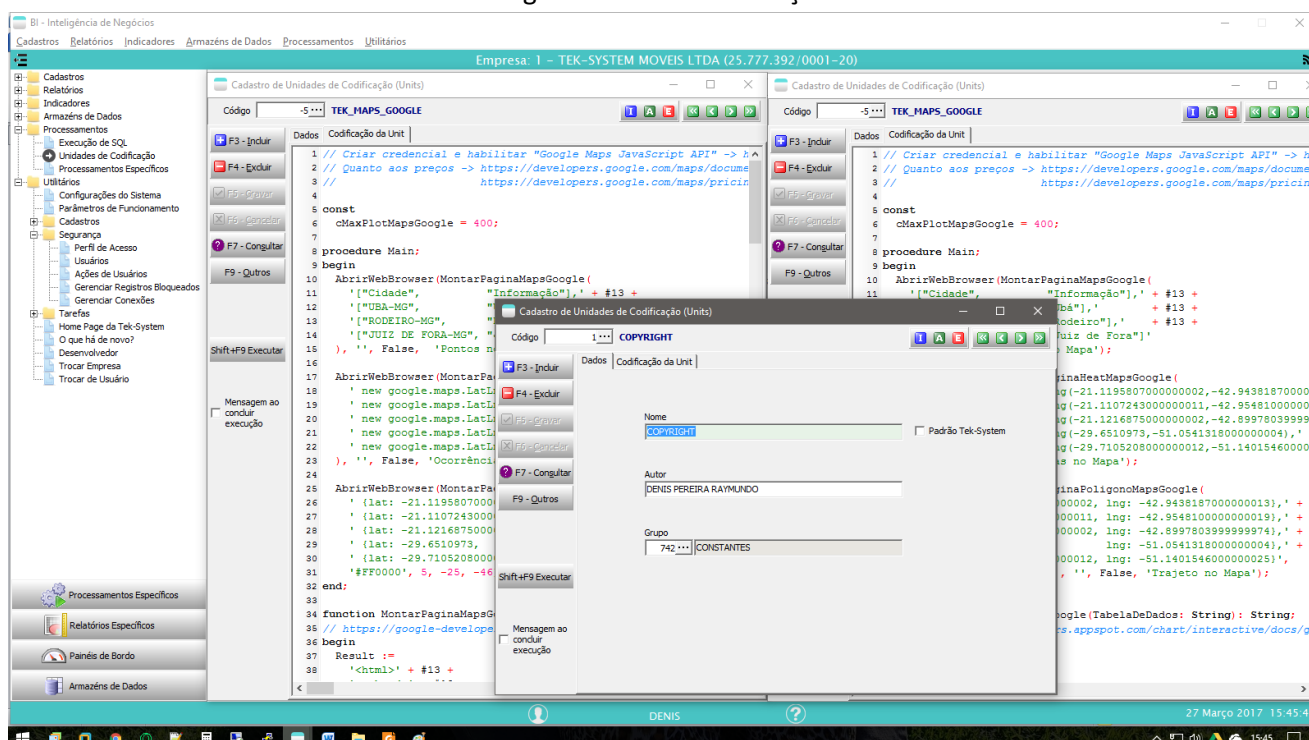 BI - Inteligência de Negócios
Cadastros Relatórios Indicadores Armazéns de Dados Processamentos Utilitários
Empresa: 1 - TEK-SYSTEM MOVEIS LTDA (25.777.392/0001-20)
Cadastros
Relatórios
Indicadores
Armazéns de Dados
Processamentos
Execução de SQL
Unidades de Codificação
Processamentos Específicos
Utilitários
Configurações do Sistema
Parâmetros de Funcionamento
Cadastros
Segurança
Perfil de Acesso
Usuários
Ações de Usuários
Gerenciar Registros Bloqueados
Gerenciar Conexões
Tarefas
Home Page da Tek-System
O que há de novo?
Desenvolvedor
Trocar Empresa
Trocar de Usuário
Processamentos Específicos
Relatórios Específicos
Painéis de Bordo
Armazéns de Dados
Cadastro de Unidades de Codificação (Units)
Código -5 TEK_MAPS_GOOGLE I A E
F3 - Incluir
F4 - Excluir
F5 - Gravar
F6 - Cancelar
F7 - Consultar
F9 - Outros
Shift+F9 Executar
Mensagem ao
concluir
execução
Dados Codificação da Unit
1 // Criar credencial e habilitar "Google Maps JavaScript API" -> h
2 // Quanto aos preços -> https://developers.google.com/maps/docume
3 // https://developers.google.com/maps/pricin
4
5 const
6 cMaxPlotMapsGoogle = 400;
7
8 procedure Main;
9 begin
10 AbrirWebBrowser(MontarPaginaMapsGoogle(
11 '["Cidade", "Informação"],' + #13 +
12 '["UBA-MG",
13 '["RODEIRO-MG",
14 '["JUIZ DE FORA-MG",
15 ), '', False, 'Pontos n
16
17 AbrirWebBrowser(MontarPa
18 ' new google.maps.LatL
19 ' new google.maps.LatL
20 ' new google.maps.LatL
21 ' new google.maps.LatL
22 ' new google.maps.LatL
23 ), '', False, 'Ocorrênci
24
25 AbrirWebBrowser(MontarPa
26 ' {lat: -21.1195807000
27 ' {lat: -21.1107243000
28 ' {lat: -21.1216875000
29 ' {lat: -29.6510973,
30 ' {lat: -29.7105208000
31 '#FF0000', 5, -25, -46
32 end;
33
34 function MontarPaginaMapsG
35 // https://google-develope
36 begin
37 Result :=
38 '<html>' + #13 +
Cadastro de Unidades de Codificação (Units)
Código -5 TEK_MAPS_GOOGLE I A E
F3 - Incluir
F4 - Excluir
F5 - Gravar
F6 - Cancelar
F7 - Consultar
F9 - Outros
Dados Codificação da Unit
1 // Criar credencial e habilitar "Google Maps JavaScript API" -> h
2 // Quanto aos preços -> https://developers.google.com/maps/docume
3 // https://developers.google.com/maps/pricin
4
5 const
6 cMaxPlotMapsGoogle = 400;
7
8 procedure Main;
9 begin
10 AbrirWebBrowser(MontarPaginaMapsGoogle(
11 '["Cidade", "Informação"],' + #13 +
bá"],' + #13 +
odeiro"],' + #13 +
uiz de Fora"]'
Mapa');
inaHeatMapsGoogle(
ng(-21.1195807000000002,-42.94381870000
ng(-21.1107243000000011,-42.95481000000
ng(-21.1216875000000002,-42.89978039999
ng(-29.6510973,-51.0541318000000004),'
ng(-29.7105208000000012,-51.14015460000
as no Mapa');
inaPoligonoMapsGoogle(
000002, lng: -42.9438187000000013},' +
000011, lng: -42.9548100000000019},' +
000002, lng: -42.8997803999999974},' +
lng: -51.0541318000000004},' +
000012, lng: -51.1401546000000025}',
, '', False, 'Trajeto no Mapa');
oogle(TabelaDeDados: String): String;
rs.appspot.com/chart/interactive/docs/g
Cadastro de Unidades de Codificação (Units)
Código 1 COPYRIGHT I A E
F3 - Incluir
F4 - Excluir
F5 - Gravar
F6 - Cancelar
F7 - Consultar
F9 - Outros
Shift+F9 Executar
Mensagem ao
concluir
execução
Dados Codificação da Unit
Nome
COPYRIGHT
Padrão Tek-System
Autor
DENIS PEREIRA RAYMUNDO
Grupo
742 CONSTANTES
DENIS
27 Março 2017 15:45:4
15:45